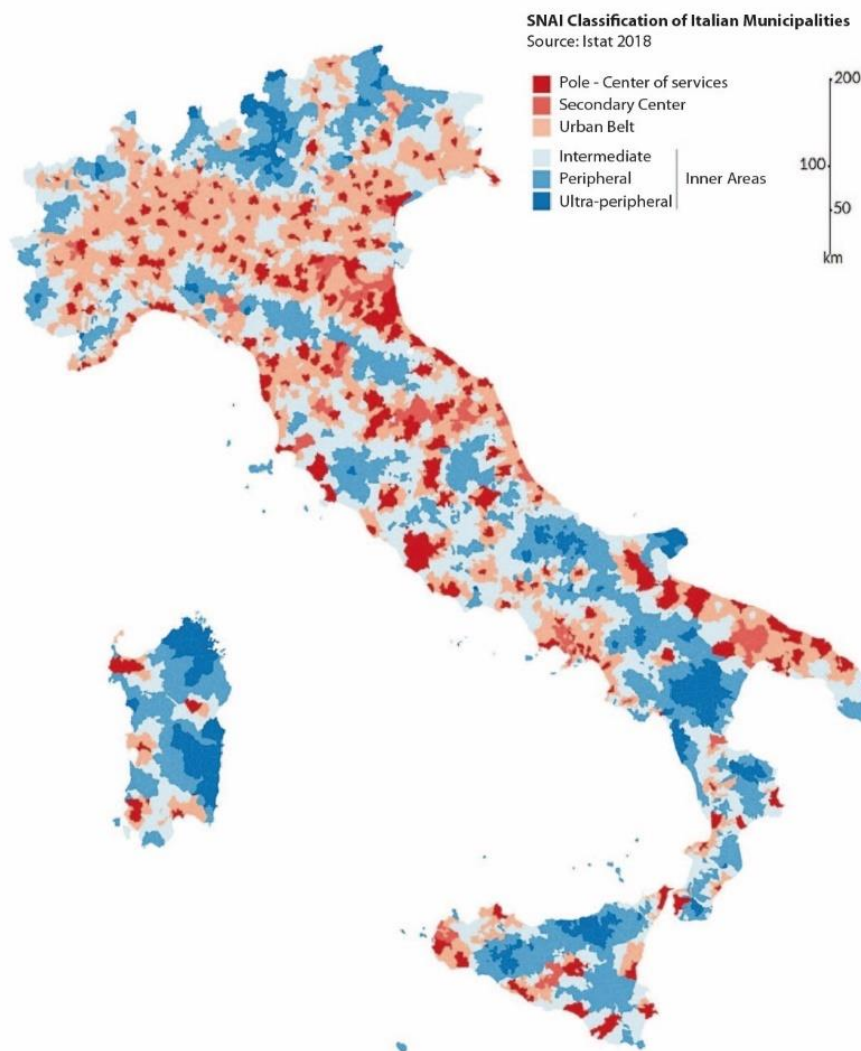 SNAI Classification of Italian Municipalities
Source: Istat 2018
Pole - Center of services
Secondary Center
Urban Belt
Intermediate
Peripheral
Ultra-peripheral
Inner Areas
200
100
50
km